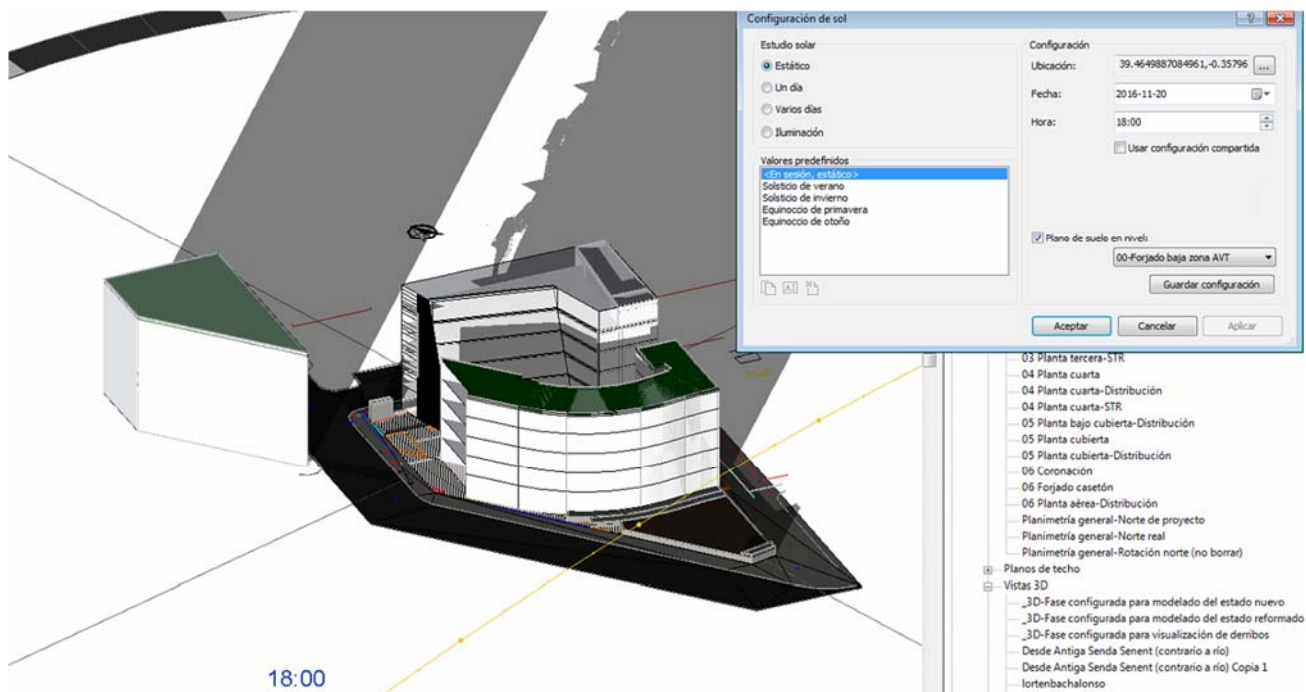 Configuración de sol
Estudio solar
Estático
Un día
Varios días
Iluminación
Valores predefinidos
<En sesión, estático>
Solsticio de verano
Solsticio de invierno
Equinoccio de primavera
Equinoccio de otoño
Configuración
Ubicación: 39.4649887084961,-0.35796 ...
Fecha: 2016-11-20
Hora: 18:00
Usar configuración compartida
Plano de suelo en nivel:
00-Forjado baja zona AVT
Guardar configuración
Aceptar Cancelar Aplicar
03 Planta tercera-STR
04 Planta cuarta
04 Planta cuarta-Distribución
04 Planta cuarta-STR
05 Planta bajo cubierta-Distribución
05 Planta cubierta
05 Planta cubierta-Distribución
06 Coronación
06 Forjado casetón
06 Planta aérea-Distribución
Planimetría general-Norte de proyecto
Planimetría general-Norte real
Planimetría general-Rotación norte (no borrar)
Planos de techo
Vistas 3D
_3D-Fase configurada para modelado del estado nuevo
_3D-Fase configurada para modelado del estado reformado
_3D-Fase configurada para visualización de derribos
Desde Antiga Senda Senent (contrario a río)
Desde Antiga Senda Senent (contrario a río) Copia 1
lortenbachalonso
18:00